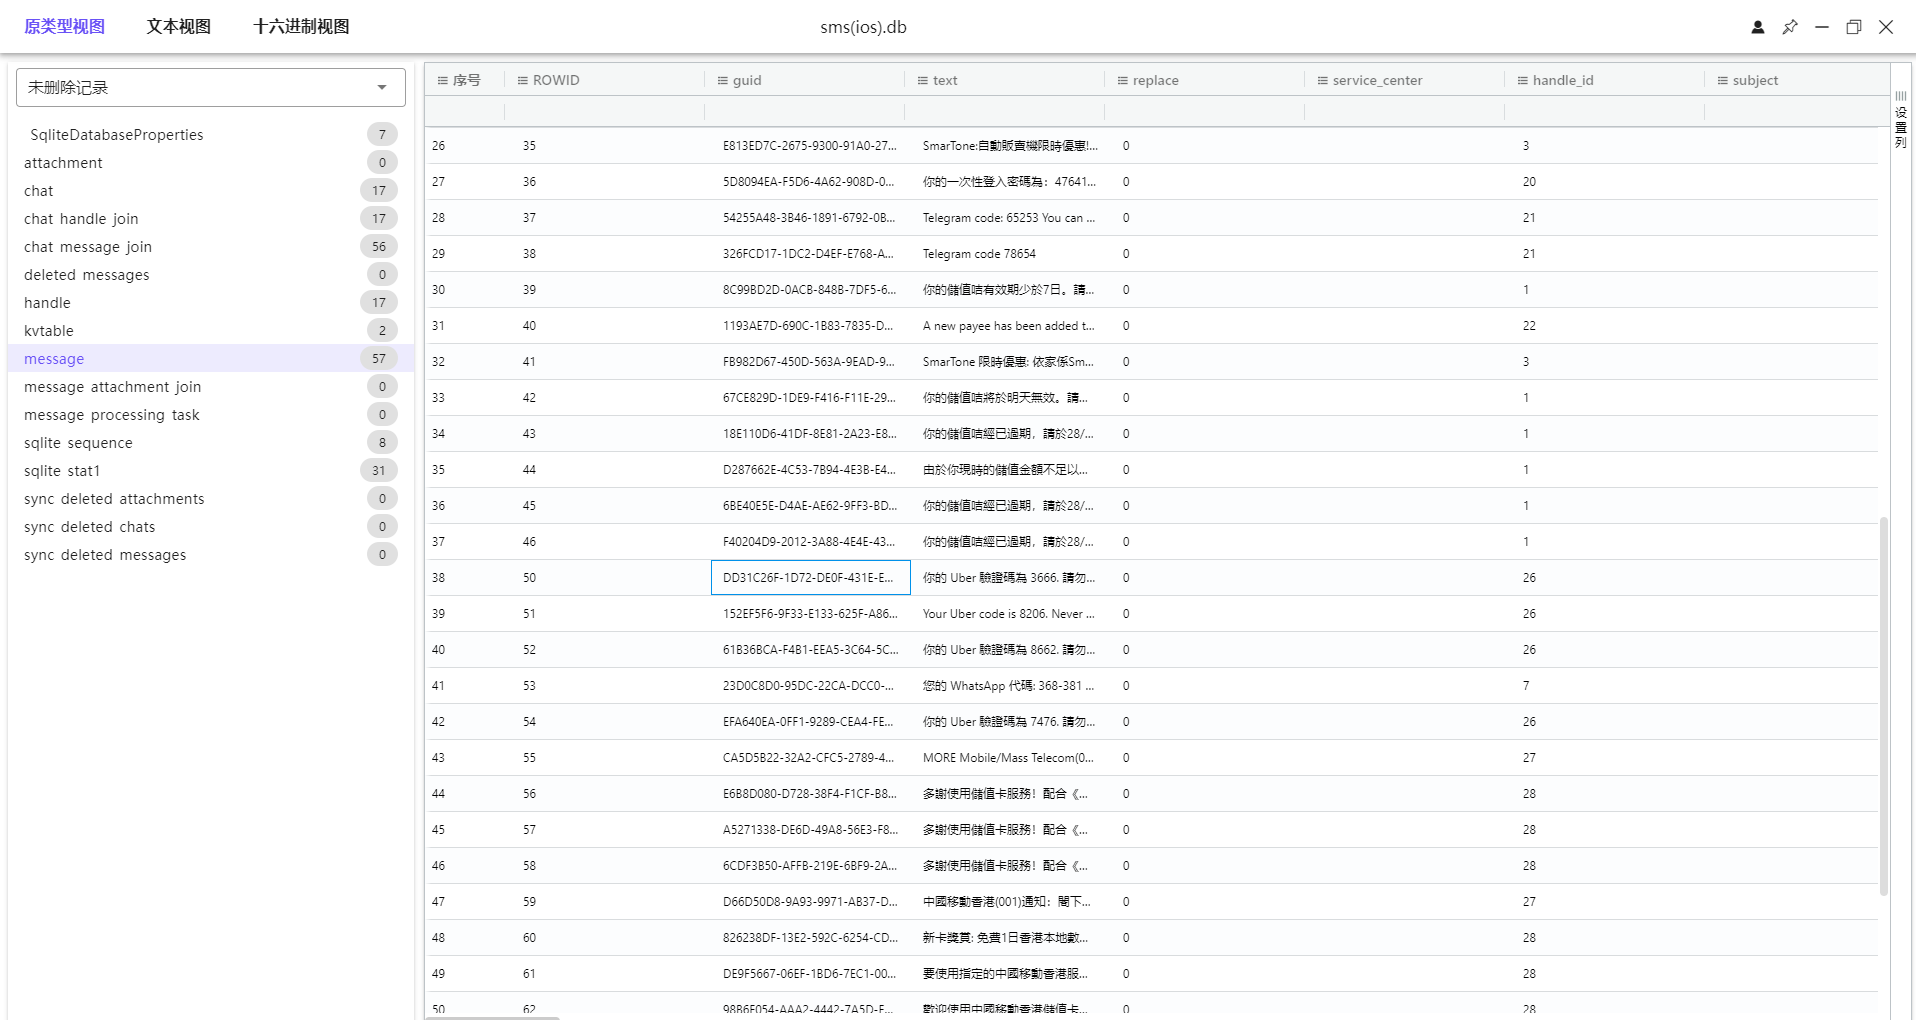 原类型视图 文本视图 十六进制视图 sms(ios).db
未删除记录
SqliteDatabaseProperties 7
attachment 0
chat 17
chat handle join 17
chat message join 56
deleted messages 0
handle 17
kvtable 2
message 57
message attachment join 0
message processing task 0
sqlite sequence 8
sqlite stat1 31
sync deleted attachments 0
sync deleted chats 0
sync deleted messages 0
序号 ROWID guid text replace service_center handle_id subject
26 35 E813ED7C-2675-9300-91A0-27... SmarTone:自動販賣機限時優惠!... 0 3
27 36 5D8094EA-F5D6-4A62-908D-0... 你的一次性登入密碼為：47641... 0 20
28 37 54255A48-3B46-1891-6792-0B... Telegram code: 65253 You can ... 0 21
29 38 326FCD17-1DC2-D4EF-E768-A... Telegram code 78654 0 21
30 39 8C99BD2D-0ACB-848B-7DF5-6... 你的儲值咭有效期少於7日。請... 0 1
31 40 1193AE7D-690C-1B83-7835-D... A new payee has been added t... 0 22
32 41 FB982D67-450D-563A-9EAD-9... SmarTone 限時優惠: 依家係Sm... 0 3
33 42 67CE829D-1DE9-F416-F11E-29... 你的儲值咭將於明天無效。請... 0 1
34 43 18E110D6-41DF-8E81-2A23-E8... 你的儲值咭經已過期，請於28/... 0 1
35 44 D287662E-4C53-7B94-4E3B-E4... 由於你現時的儲值金額不足以... 0 1
36 45 6BE40E5E-D4AE-AE62-9FF3-BD... 你的儲值咭經已過期，請於28/... 0 1
37 46 F40204D9-2012-3A88-4E4E-43... 你的儲值咭經已過期，請於28/... 0 1
38 50 DD31C26F-1D72-DE0F-431E-E... 你的 Uber 驗證碼為 3666. 請勿... 0 26
39 51 152EF5F6-9F33-E133-625F-A86... Your Uber code is 8206. Never ... 0 26
40 52 61B36BCA-F4B1-EEA5-3C64-5C... 你的 Uber 驗證碼為 8662. 請勿... 0 26
41 53 23D0C8D0-95DC-22CA-DCC0-... 您的 WhatsApp 代碼: 368-381 ... 0 7
42 54 EFA640EA-0FF1-9289-CEA4-FE... 你的 Uber 驗證碼為 7476. 請勿... 0 26
43 55 CA5D5B22-32A2-CFC5-2789-4... MORE Mobile/Mass Telecom(0... 0 27
44 56 E6B8D080-D728-38F4-F1CF-B8... 多謝使用儲值卡服務！配合《... 0 28
45 57 A5271338-DE6D-49A8-56E3-F8... 多謝使用儲值卡服務！配合《... 0 28
46 58 6CDF3B50-AFFB-219E-6BF9-2A... 多謝使用儲值卡服務！配合《... 0 28
47 59 D66D50D8-9A93-9971-AB37-D... 中國移動香港(001)通知：閣下... 0 27
48 60 826238DF-13E2-592C-6254-CD... 新卡獎賞: 免費1日香港本地數... 0 28
49 61 DE9F5667-06EF-1BD6-7EC1-00... 要使用指定的中國移動香港服... 0 28
50 62 98B6F054-AAA2-4442-7A5D-F... 歡迎使用中國移動香港儲值卡... 0 28
设置列